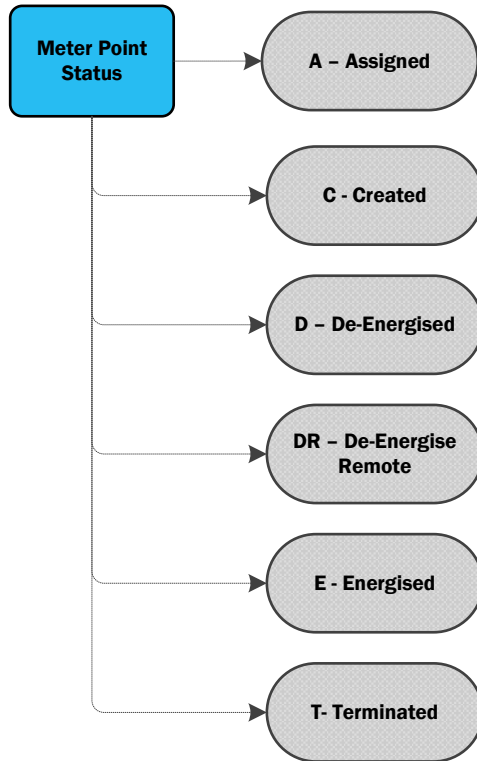 Meter Point
Status
A – Assigned
C - Created
D – De-Energised
DR – De-Energise
Remote
E - Energised
T- Terminated